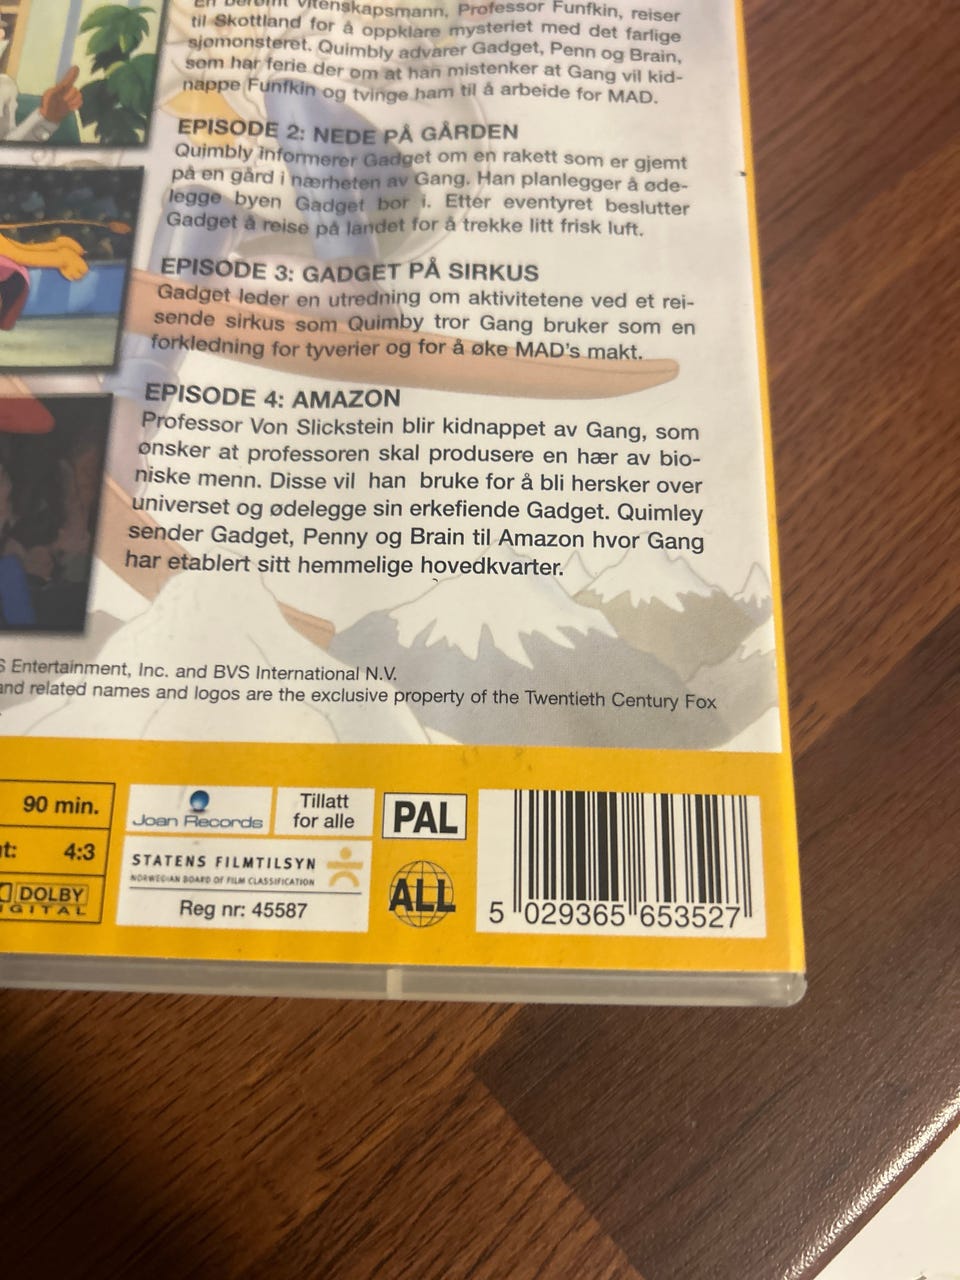 En berømt vitenskapsmann, Professor Funfkin, reiser
til Skottland for å oppklare mysteriet med det farlige
sjømonsteret. Quimbly advarer Gadget, Penn og Brain,
som har ferie der om at han mistenker at Gang vil kid-
nappe Funfkin og tvinge ham til å arbeide for MAD.
EPISODE 2: NEDE PÅ GÅRDEN
Quimbly informerer Gadget om en rakett som er gjemt
på en gård i nærheten av Gang. Han planlegger å øde-
legge byen Gadget bor i. Etter eventyret beslutter
Gadget å reise på landet for å trekke litt frisk luft.
EPISODE 3: GADGET PÅ SIRKUS
Gadget leder en utredning om aktivitetene ved et rei-
sende sirkus som Quimby tror Gang bruker som en
forkledning for tyverier og for å øke MAD's makt.
EPISODE 4: AMAZON
Professor Von Slickstein blir kidnappet av Gang, som
ønsker at professoren skal produsere en hær av bio-
niske menn. Disse vil han bruke for å bli hersker over
universet og ødelegge sin erkefiende Gadget. Quimley
sender Gadget, Penny og Brain til Amazon hvor Gang
har etablert sitt hemmelige hovedkvarter.
S Entertainment, Inc. and BVS International N.V.
and related names and logos are the exclusive property of the Twentieth Century Fox
90 min.
4:3
DOLBY
DIGITAL
Joan Records
Tillatt
for alle
STATENS FILMTILSYN
NORWEGIAN BOARD OF FILM CLASSIFICATION
Reg nr: 45587
PAL
ALL
5 029365 653527